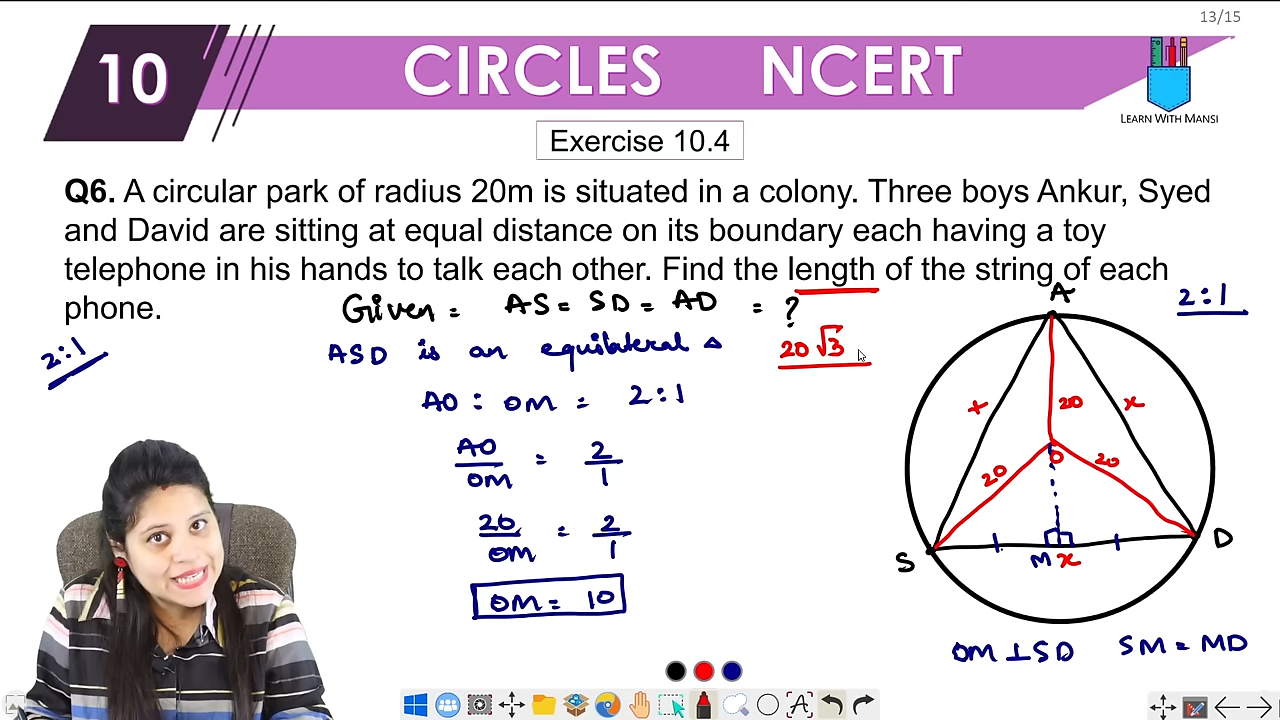 13/15
10
CIRCLES NCERT
LEARN WITH MANSI
Exercise 10.4
Q6. A circular park of radius 20m is situated in a colony. Three boys Ankur, Syed
and David are sitting at equal distance on its boundary each having a toy
telephone in his hands to talk each other. Find the length of the string of each
phone.
Given = AS = SD = AD = ?
2:1
2:1
ASD is an equilateral Δ
20√3
AO : OM = 2:1
AO/OM = 2/1
20/OM = 2/1
OM = 10
A
x
20
x
O
20
20
S
M
x
D
OM ⊥ SD
SM = MD